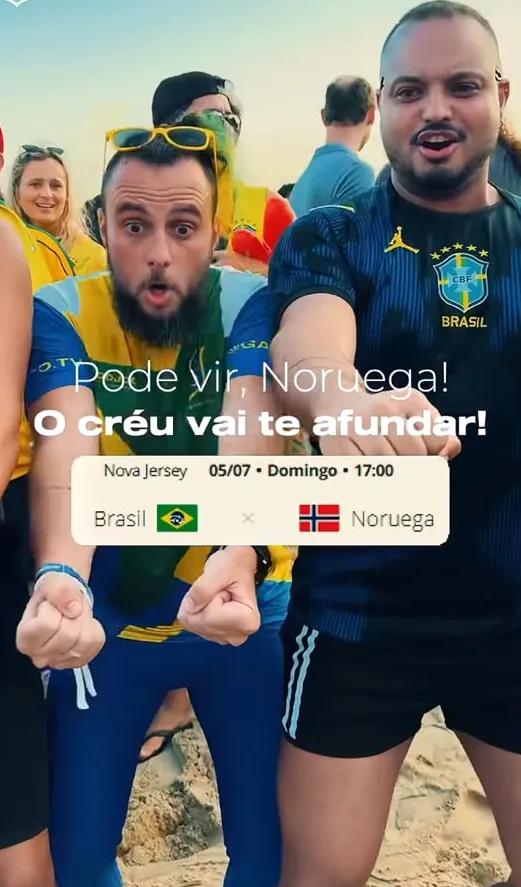 Pode vir, Noruega!
O créu vai te afundar!
Nova Jersey 05/07 • Domingo • 17:00
Brasil × Noruega
CBF
BRASIL